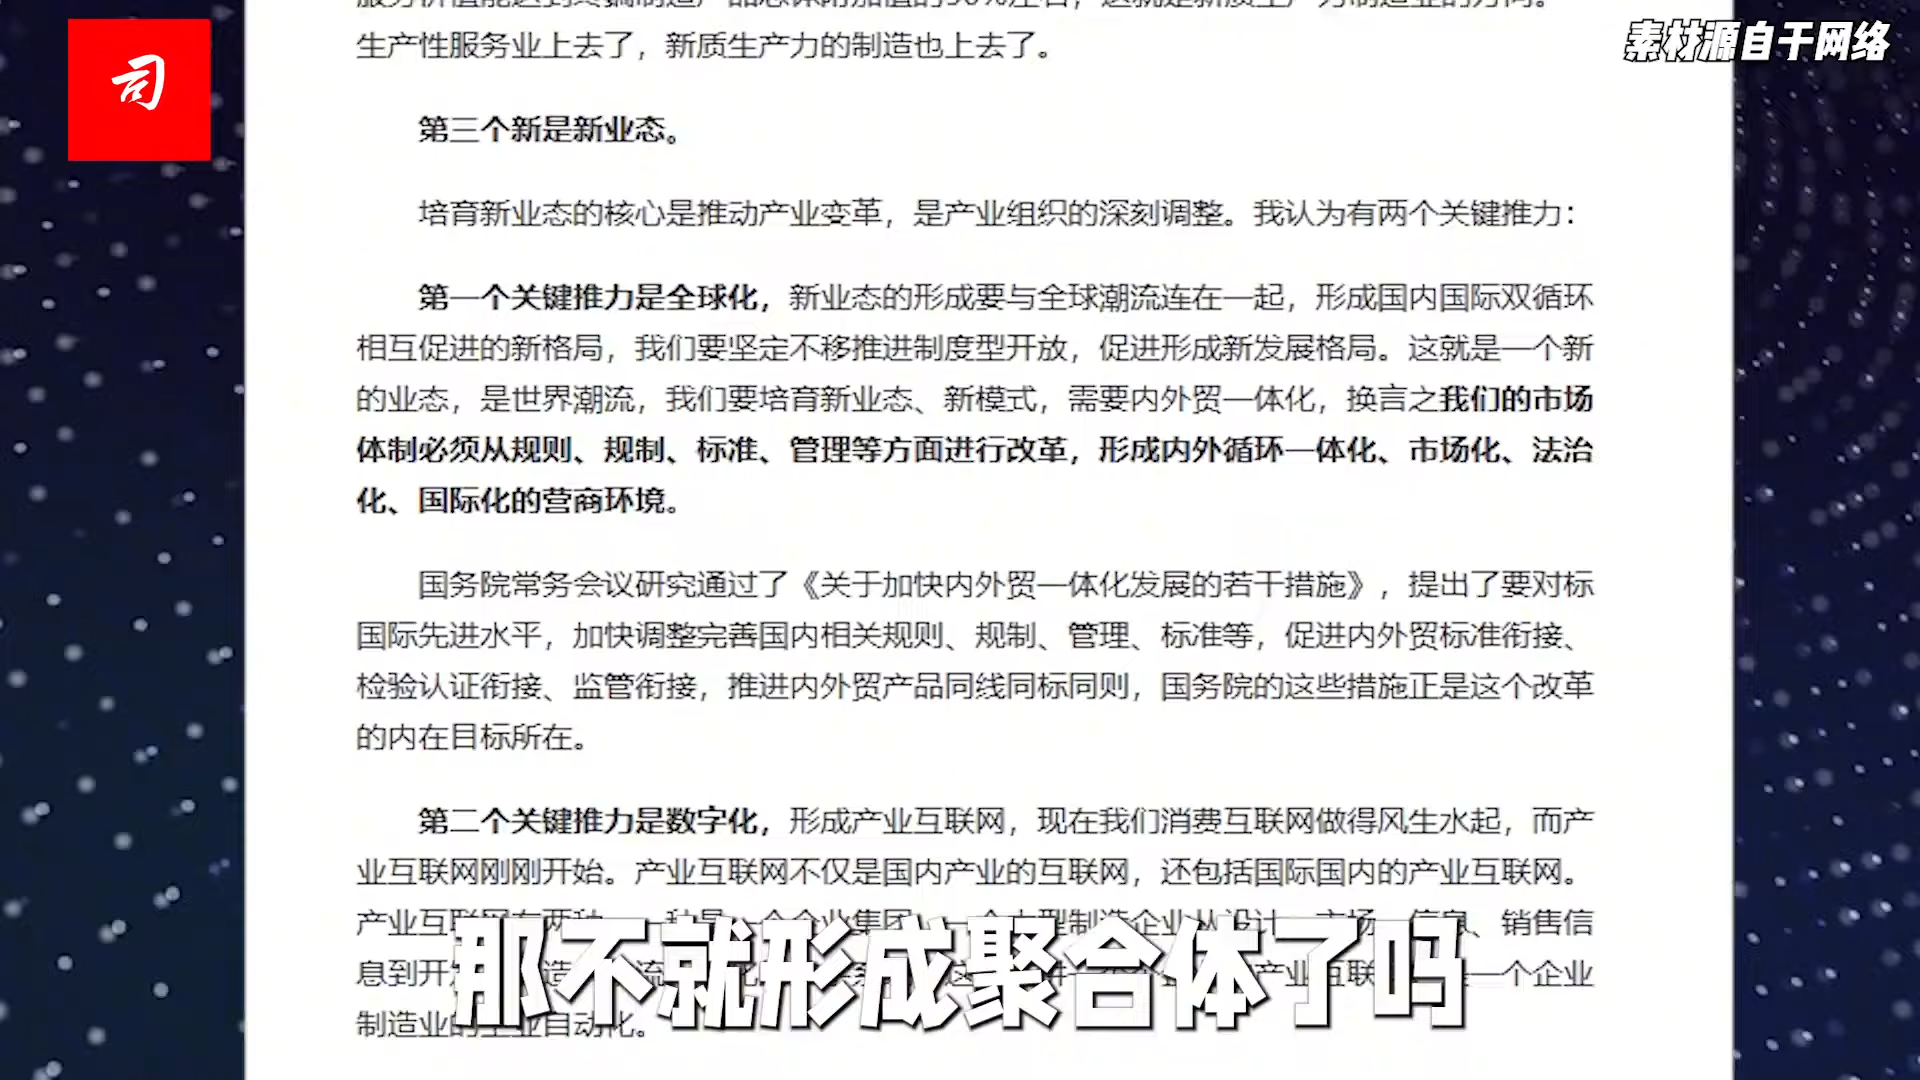 司
素材源自于网络
生产性服务业上去了，新质生产力的制造也上去了。
第三个新是新业态。
培育新业态的核心是推动产业变革，是产业组织的深刻调整。我认为有两个关键推力：
第一个关键推力是全球化，新业态的形成要与全球潮流连在一起，形成国内国际双循环
相互促进的新格局，我们要坚定不移推进制度型开放，促进形成新发展格局。这就是一个新
的业态，是世界潮流，我们要培育新业态、新模式，需要内外贸一体化，换言之我们的市场
体制必须从规则、规制、标准、管理等方面进行改革，形成内外循环一体化、市场化、法治
化、国际化的营商环境。
国务院常务会议研究通过了《关于加快内外贸一体化发展的若干措施》，提出了要对标
国际先进水平，加快调整完善国内相关规则、规制、管理、标准等，促进内外贸标准衔接、
检验认证衔接、监管衔接，推进内外贸产品同线同标同则，国务院的这些措施正是这个改革
的内在目标所在。
第二个关键推力是数字化，形成产业互联网，现在我们消费互联网做得风生水起，而产
业互联网刚刚开始。产业互联网不仅是国内产业的互联网，还包括国际国内的产业互联网。
产业互 、销售信
息到开 一个企业
制造业的 自动化。
那不就形成聚合体了吗